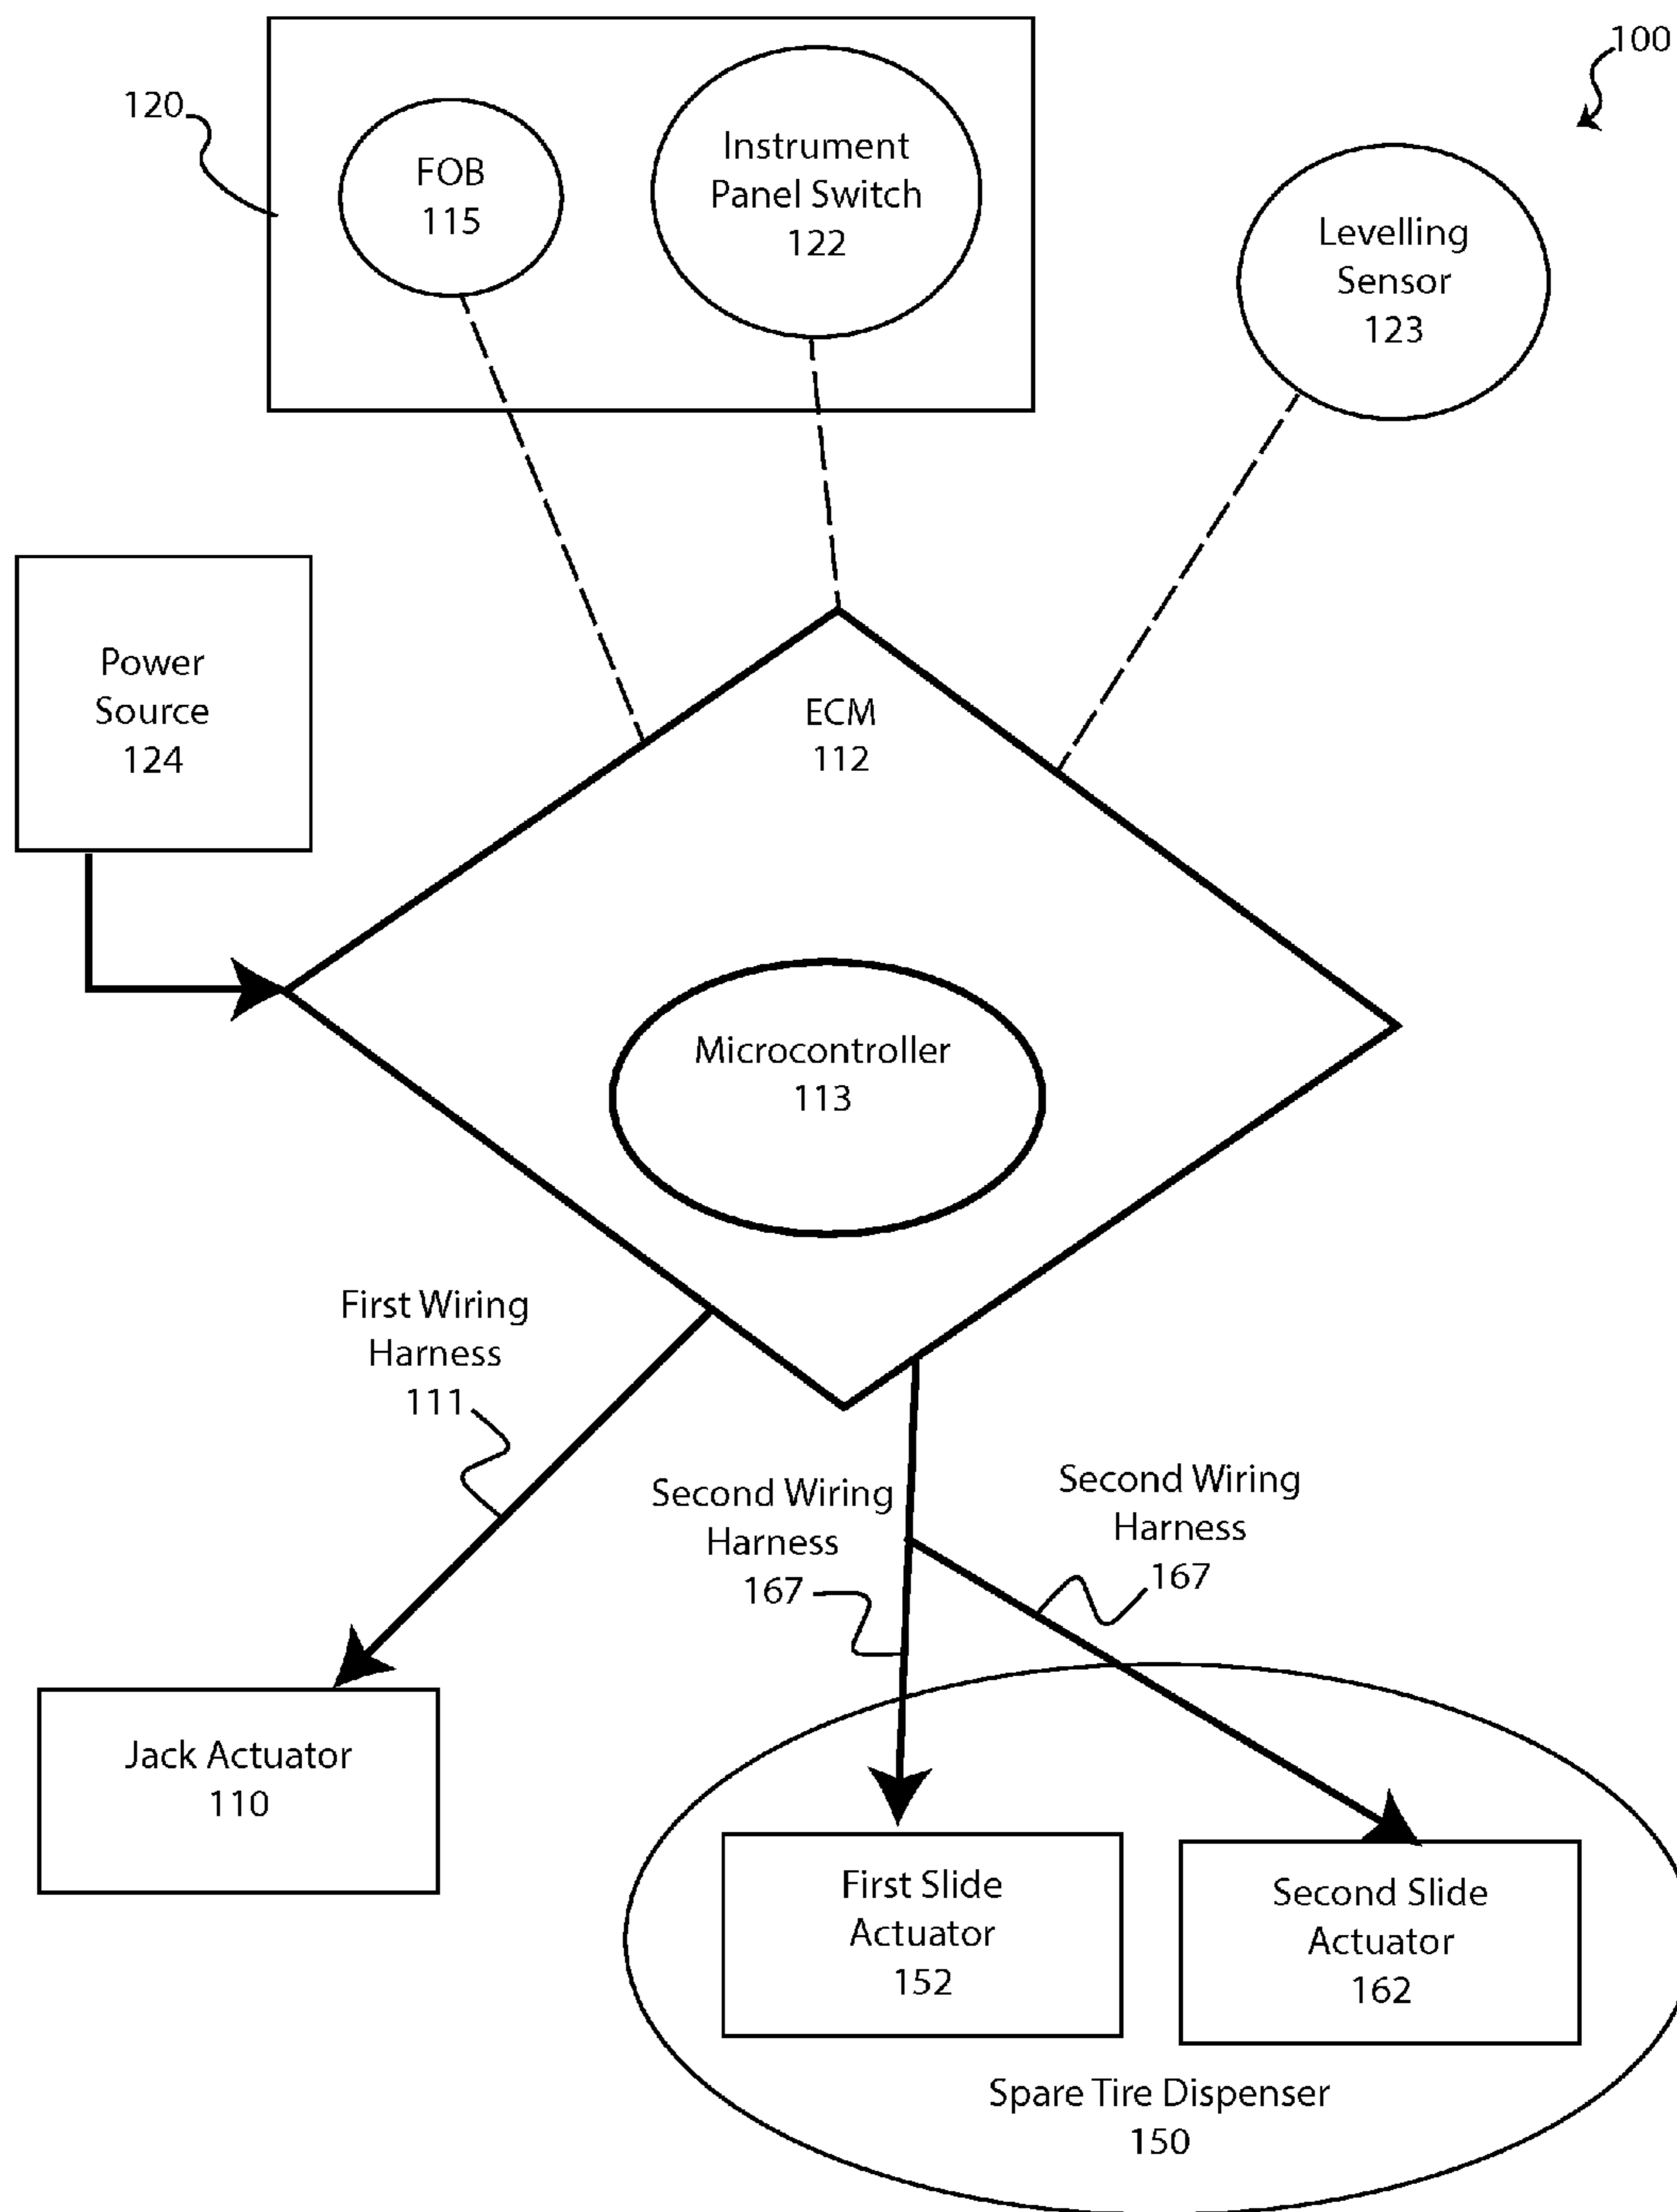 100
120
FOB
115
Instrument
Panel Switch
122
Levelling
Sensor
123
Power
Source
124
ECM
112
Microcontroller
113
First Wiring
Harness
111
Second Wiring
Harness
167
Second Wiring
Harness
167
Jack Actuator
110
First Slide
Actuator
152
Second Slide
Actuator
162
Spare Tire Dispenser
150